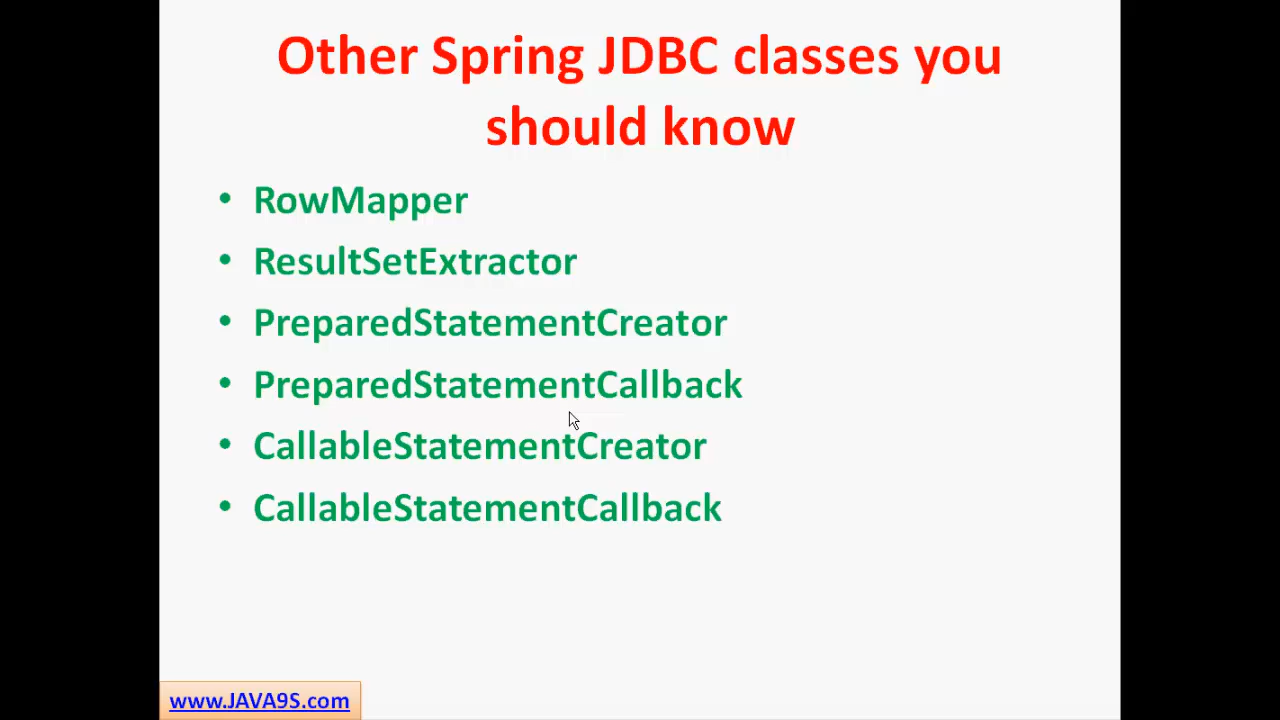 Other Spring JDBC classes you
should know
• RowMapper
• ResultSetExtractor
• PreparedStatementCreator
• PreparedStatementCallback
• CallableStatementCreator
• CallableStatementCallback
www.JAVA9S.com